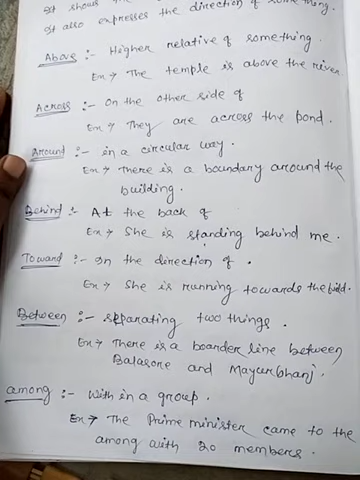 It shows the
It also expresses the direction of something.
Above :- Higher relative of something.
Ex → The temple is above the river
Across :- On the other side of
Ex → They are across the pond.
Around :- in a circular way.
Ex → There is a boundary around the
building.
Behind :- At the back of
Ex → She is standing behind me.
Toward :- In the direction of .
Ex → She is running towards the field.
Between :- separating two things.
Ex → There is a boarder line between
Balasore and Mayurbhanj.
among :- With in a group.
Ex → The Prime minister came to the
among with 20 members.